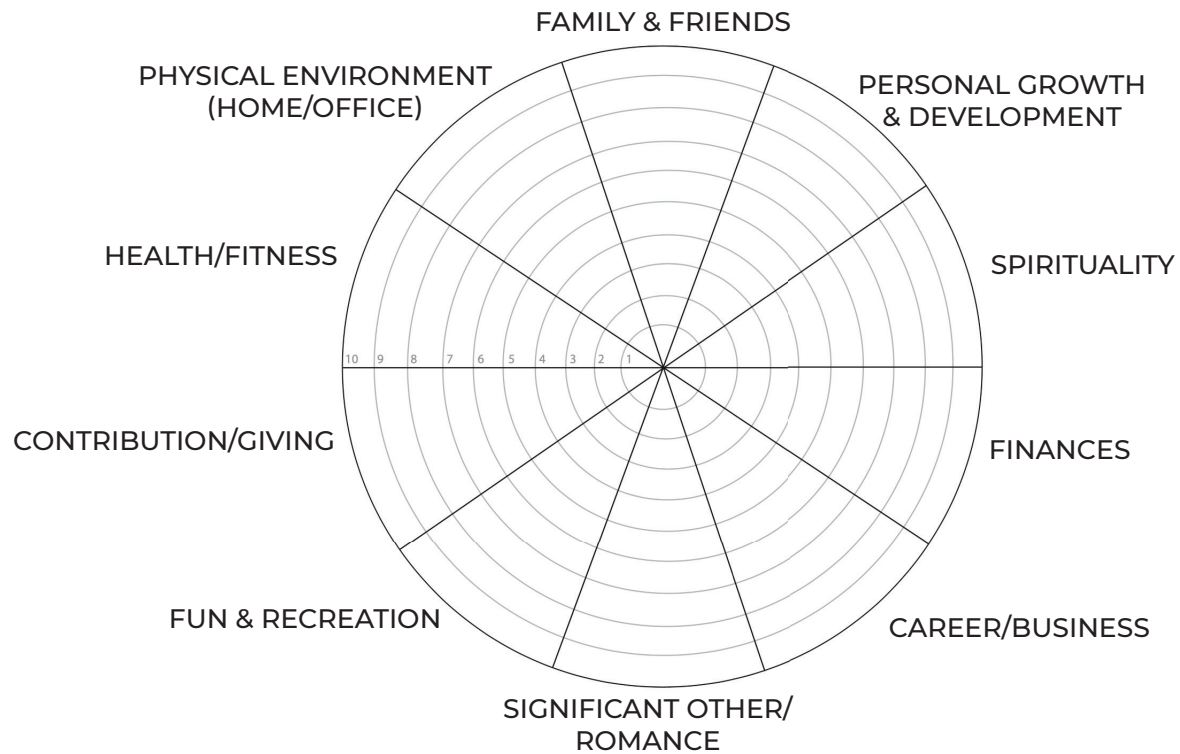 FAMILY & FRIENDS
PHYSICAL ENVIRONMENT
(HOME/OFFICE)
PERSONAL GROWTH
& DEVELOPMENT
HEALTH/FITNESS
SPIRITUALITY
10 9 8 7 6 5 4 3 2 1
CONTRIBUTION/GIVING
FINANCES
FUN & RECREATION
CAREER/BUSINESS
SIGNIFICANT OTHER/
ROMANCE